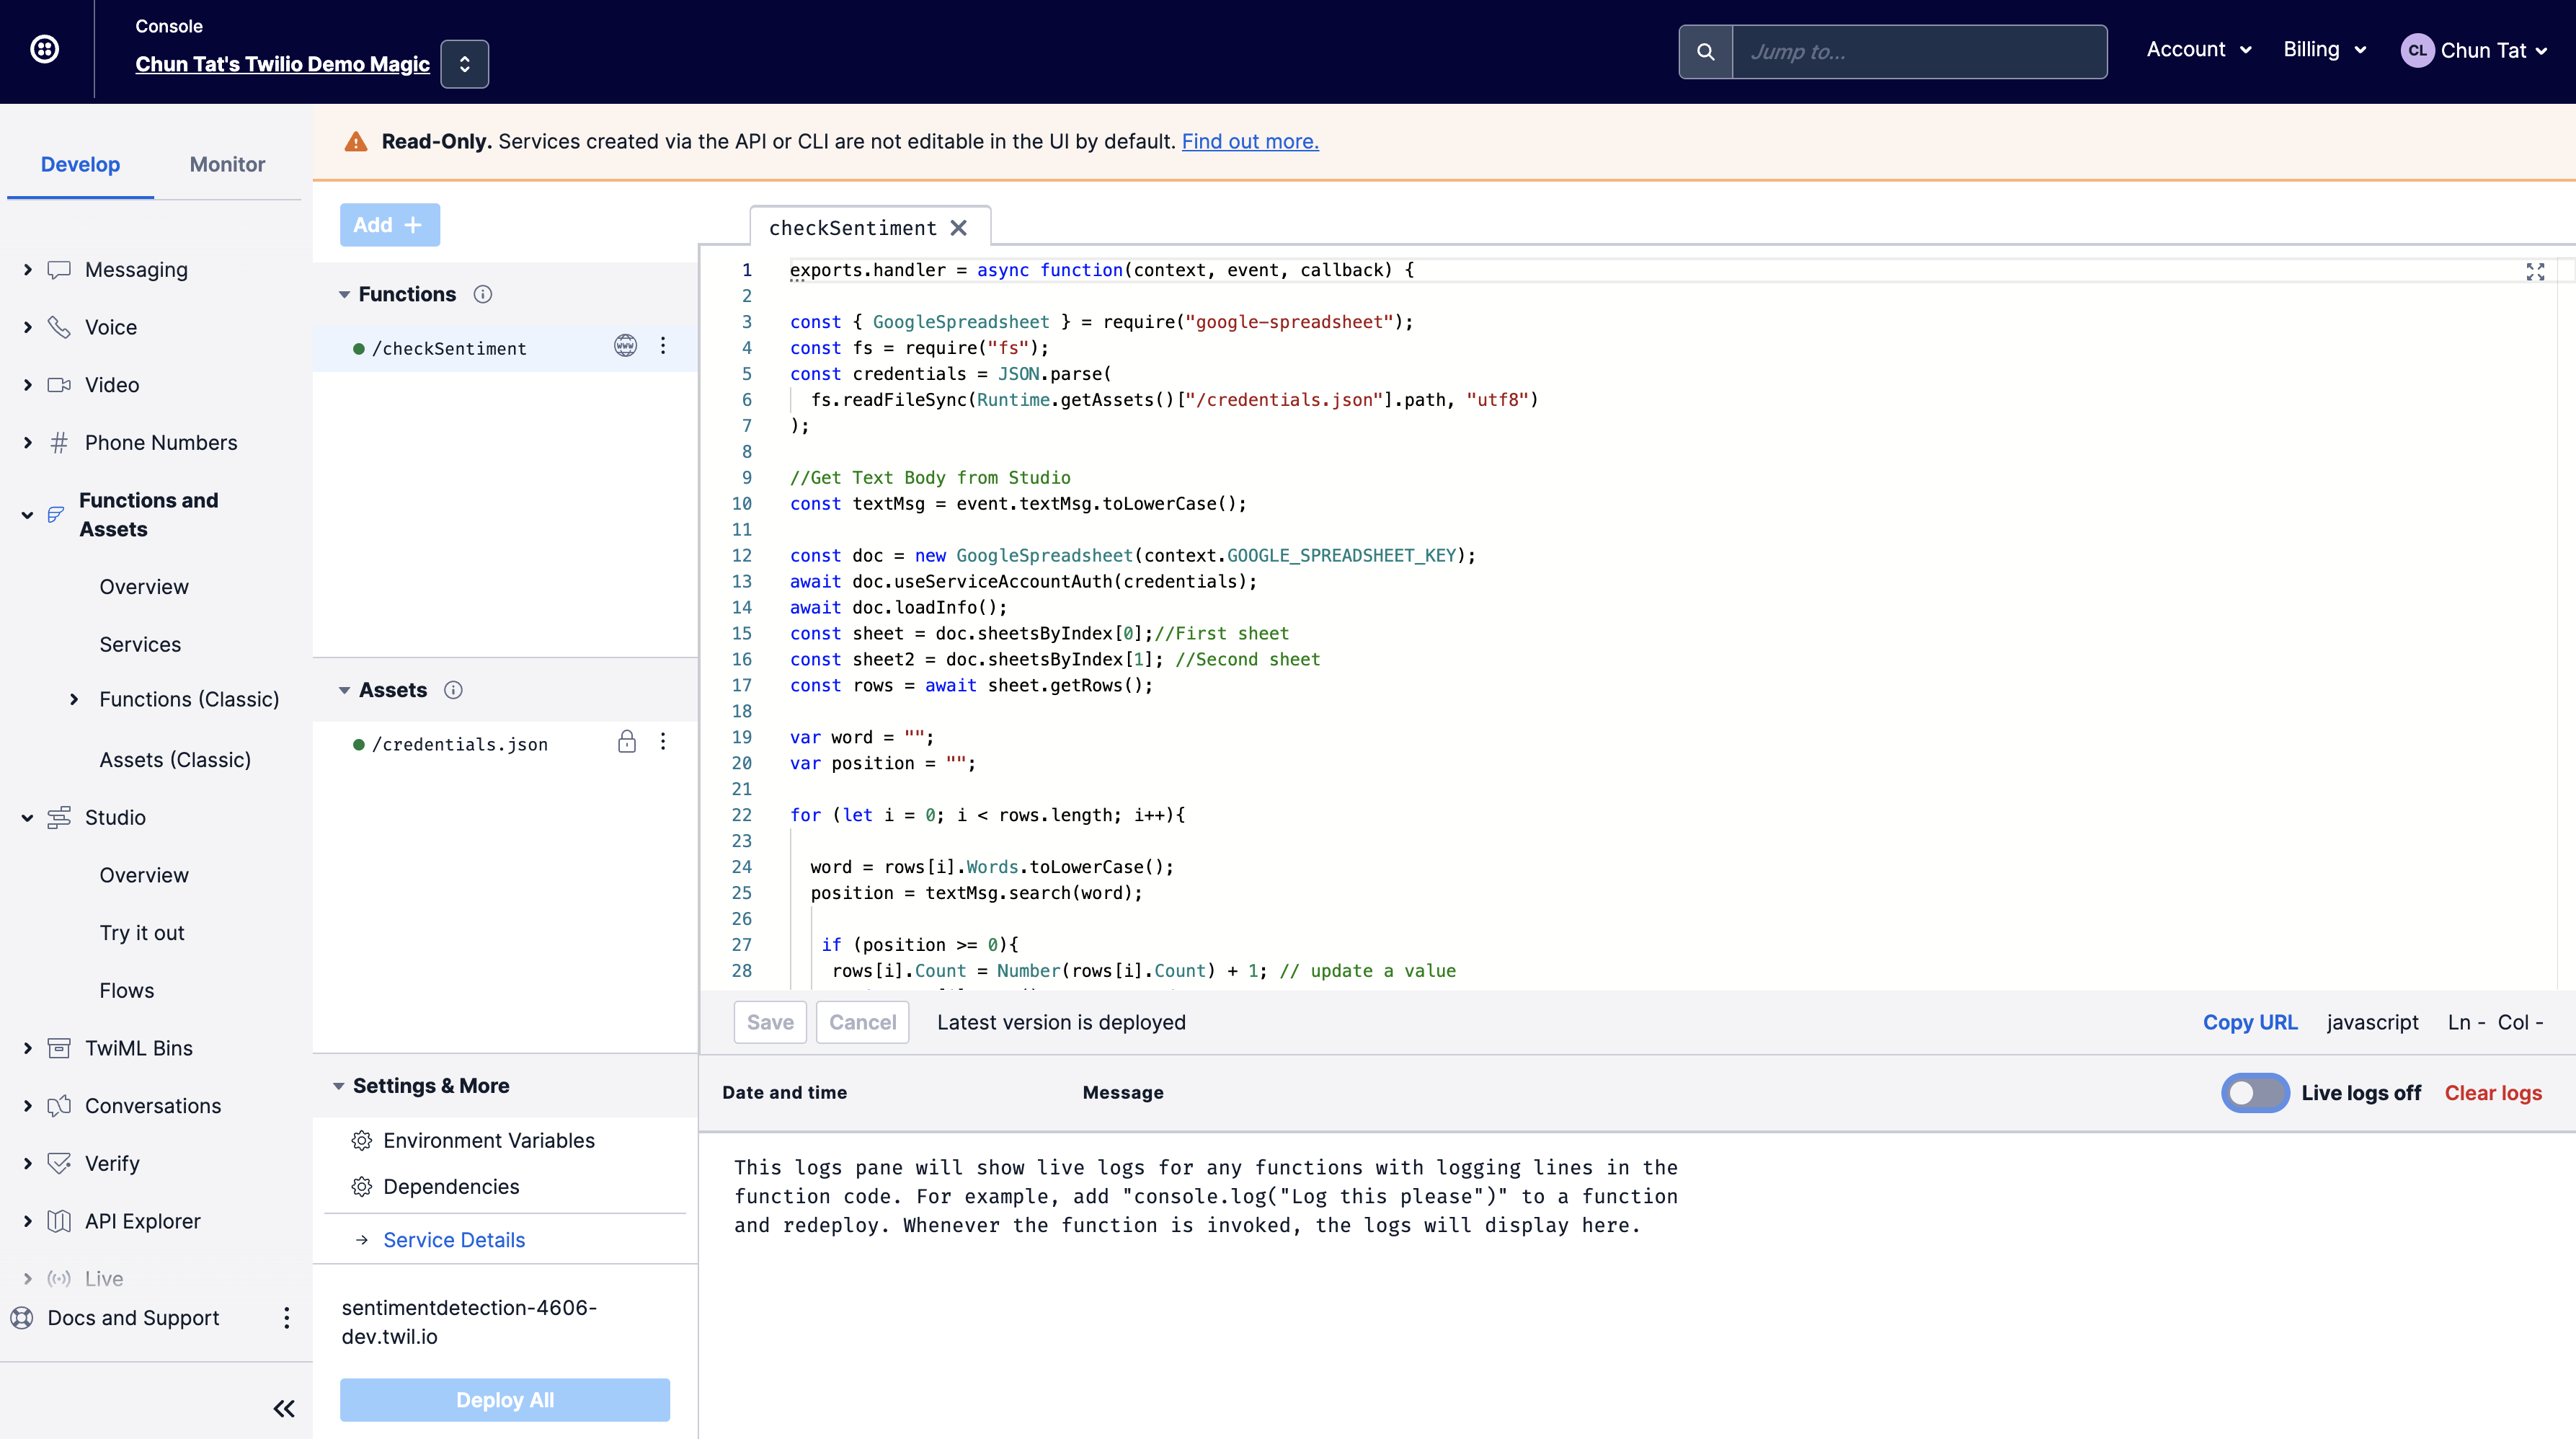 Console
Chun Tat's Twilio Demo Magic
Jump to...
Account
Billing
CL
Chun Tat
Develop
Monitor
Messaging
Voice
Video
Phone Numbers
Functions and
Assets
Overview
Services
Functions (Classic)
Assets (Classic)
Studio
Overview
Try it out
Flows
TwiML Bins
Conversations
Verify
API Explorer
Live
Docs and Support
Read-Only. Services created via the API or CLI are not editable in the UI by default. Find out more.
Add +
Functions
/checkSentiment
WWW
Assets
/credentials.json
Settings & More
Environment Variables
Dependencies
→ Service Details
sentimentdetection-4606-
dev.twil.io
Deploy All
checkSentiment
1 exports.handler = async function(context, event, callback) {
2
3 const { GoogleSpreadsheet } = require("google-spreadsheet");
4 const fs = require("fs");
5 const credentials = JSON.parse(
6 fs.readFileSync(Runtime.getAssets()["/credentials.json"].path, "utf8")
7 );
8
9 //Get Text Body from Studio
10 const textMsg = event.textMsg.toLowerCase();
11
12 const doc = new GoogleSpreadsheet(context.GOOGLE_SPREADSHEET_KEY);
13 await doc.useServiceAccountAuth(credentials);
14 await doc.loadInfo();
15 const sheet = doc.sheetsByIndex[0];//First sheet
16 const sheet2 = doc.sheetsByIndex[1]; //Second sheet
17 const rows = await sheet.getRows();
18
19 var word = "";
20 var position = "";
21
22 for (let i = 0; i < rows.length; i++){
23
24 word = rows[i].Words.toLowerCase();
25 position = textMsg.search(word);
26
27 if (position >= 0){
28 rows[i].Count = Number(rows[i].Count) + 1; // update a value
Save
Cancel
Latest version is deployed
Copy URL
javascript
Ln - Col -
Date and time
Message
Live logs off
Clear logs
This logs pane will show live logs for any functions with logging lines in the
function code. For example, add "console.log("Log this please")" to a function
and redeploy. Whenever the function is invoked, the logs will display here.